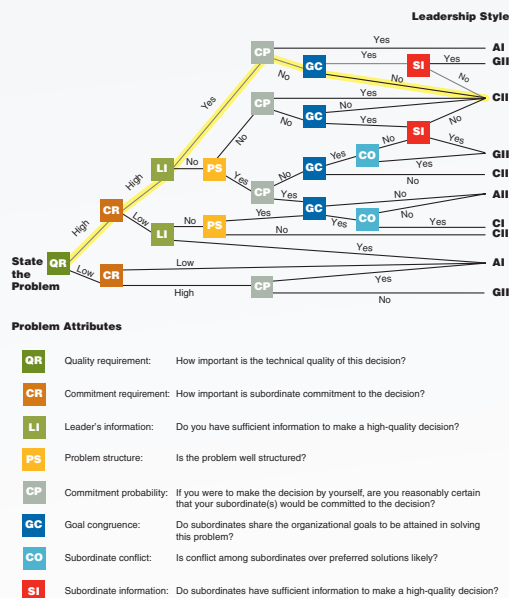 Leadership Style
Yes
AI
CP
Yes
Yes
GII
GC
SI
No
No
No
Yes
Yes
CII
CP
No
No
GC
Yes
No
No
SI
High
LI
No
PS
No
CO
Yes
Yes
GII
Yes
No
GC
Yes
CII
CP
No
High
CR
Yes
No
AII
GC
No
Low
No
PS
Yes
Yes
CO
Yes
CI
LI
No
CII
State
the
Problem
QR
Yes
Low
CR
Low
AI
High
CP
Yes
No
GII
Problem Attributes
QR Quality requirement: How important is the technical quality of this decision?
CR Commitment requirement: How important is subordinate commitment to the decision?
LI Leader's information: Do you have sufficient information to make a high-quality decision?
PS Problem structure: Is the problem well structured?
CP Commitment probability: If you were to make the decision by yourself, are you reasonably certain
that your subordinate(s) would be committed to the decision?
GC Goal congruence: Do subordinates share the organizational goals to be attained in solving
this problem?
CO Subordinate conflict: Is conflict among subordinates over preferred solutions likely?
SI Subordinate information: Do subordinates have sufficient information to make a high-quality decision?